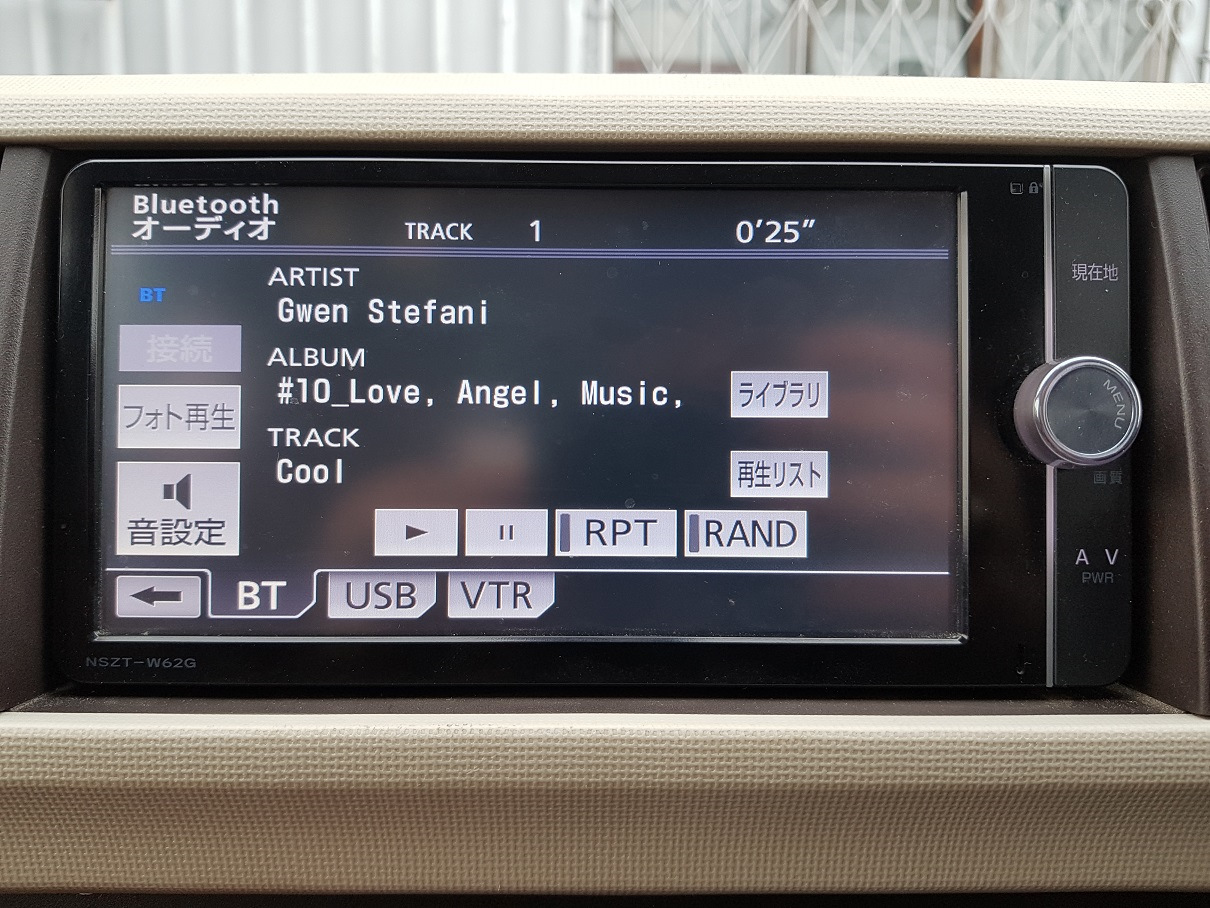 Bluetooth
オーディオ
TRACK 1 0'25"
BT
ARTIST
Gwen Stefani
接続
ALBUM
#10_Love, Angel, Music,
ライブラリ
フォト再生
TRACK
Cool
再生リスト
音設定
RPT
RAND
BT
USB
VTR
NSZT-W62G
現在地
MENU
画質
AV
PWR